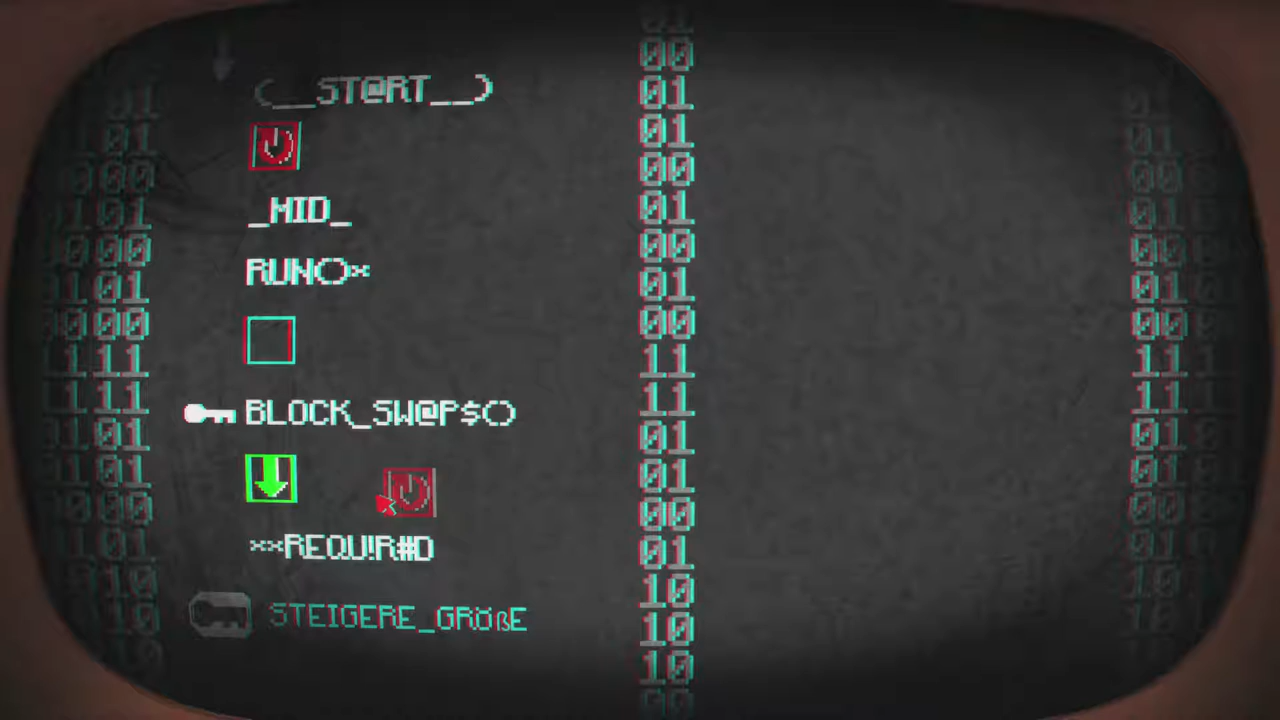 (__ST@RT__)
_MID_
RUN()×
BLOCK_SW@P$()
××REQU!R#D
STEIGERE_GRÖßE
00
01
01
00
01
00
01
00
11
11
01
01
00
01
10
10
10